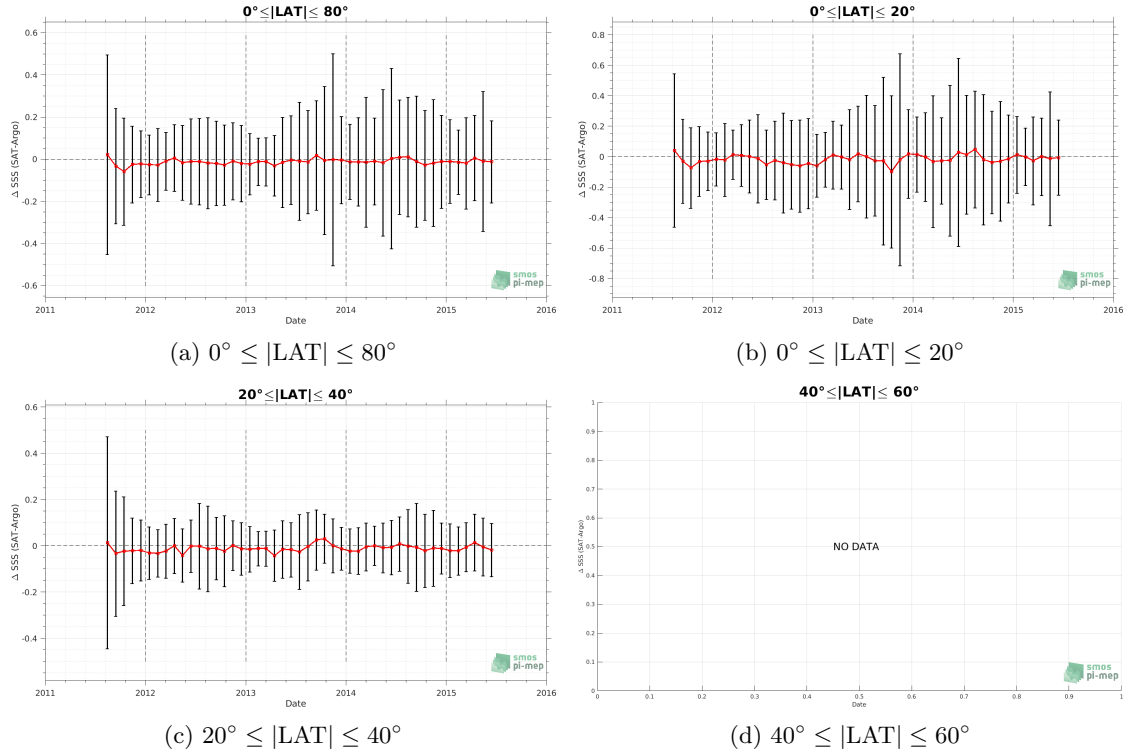 0°≤|LAT|≤ 80°
0.6
0.4
0.2
0
-0.2
-0.4
-0.6
Δ SSS (SAT-Argo)
2011 2012 2013 2014 2015 2016
Date
smos
pi-mep
(a) 0° ≤ |LAT| ≤ 80°
0°≤|LAT|≤ 20°
0.8
0.6
0.4
0.2
0
-0.2
-0.4
-0.6
-0.8
Δ SSS (SAT-Argo)
2011 2012 2013 2014 2015 2016
Date
smos
pi-mep
(b) 0° ≤ |LAT| ≤ 20°
20°≤|LAT|≤ 40°
0.6
0.4
0.2
0
-0.2
-0.4
Δ SSS (SAT-Argo)
2011 2012 2013 2014 2015 2016
Date
smos
pi-mep
(c) 20° ≤ |LAT| ≤ 40°
40°≤|LAT|≤ 60°
1
0.9
0.8
0.7
0.6
0.5
0.4
0.3
0.2
0.1
0
Δ SSS (SAT-Argo)
NO DATA
0 0.1 0.2 0.3 0.4 0.5 0.6 0.7 0.8 0.9 1
Date
smos
pi-mep
(d) 40° ≤ |LAT| ≤ 60°